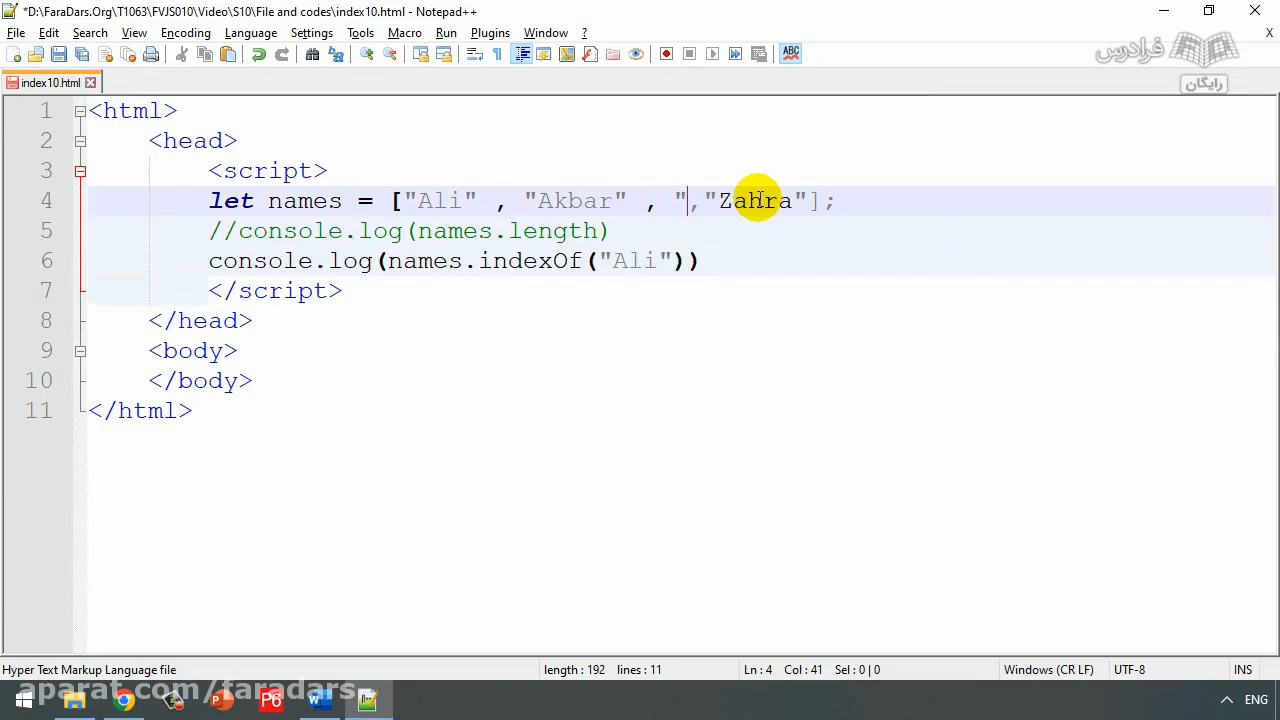 *D:\FaraDars.Org\T1063\FVJS010\Video\S10\File and codes\index10.html - Notepad++
File Edit Search View Encoding Language Settings Tools Macro Run Plugins Window ? X
فرادرس
رایگان
index10.html
1 <html>
2 <head>
3 <script>
4 let names = ["Ali" , "Akbar" , ","Zahra"];
5 //console.log(names.length)
6 console.log(names.indexOf("Ali"))
7 </script>
8 </head>
9 <body>
10 </body>
11 </html>
Hyper Text Markup Language file length : 192 lines : 11 Ln : 4 Col : 41 Sel : 0 | 0 Windows (CR LF) UTF-8 INS
aparat.com/faradars
P6 ENG